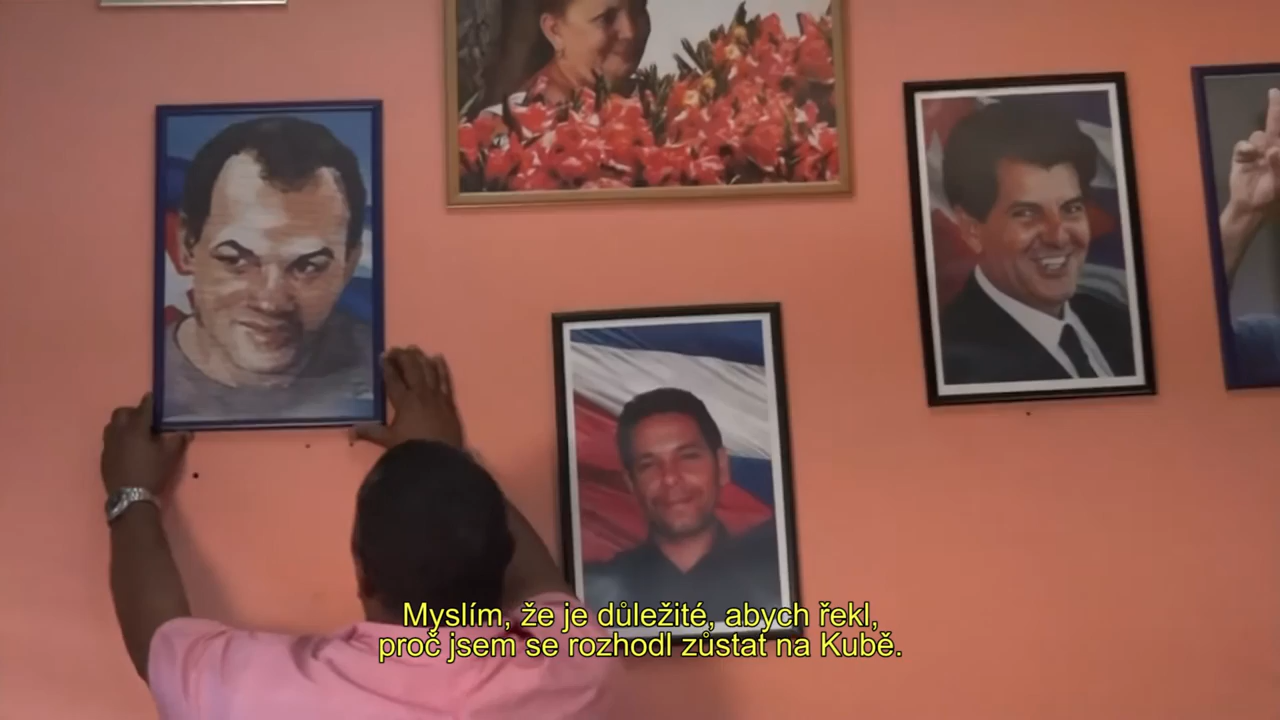 Myslím, že je důležité, abych řekl,
proč jsem se rozhodl zůstat na Kubě.